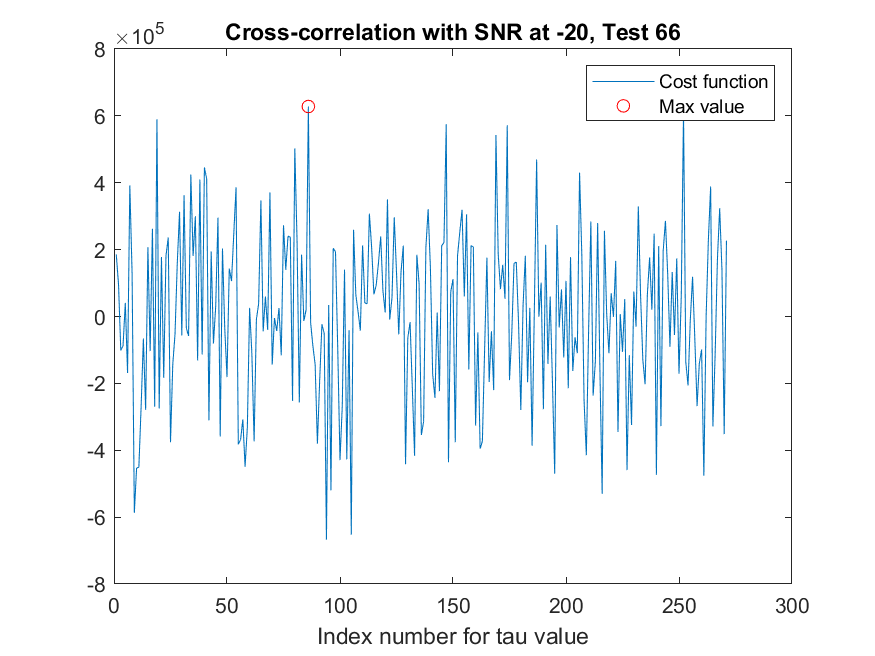 ×10⁵
Cross-correlation with SNR at -20, Test 66
8
6
4
2
0
-2
-4
-6
-8
Cost function
Max value
0 50 100 150 200 250 300
Index number for tau value